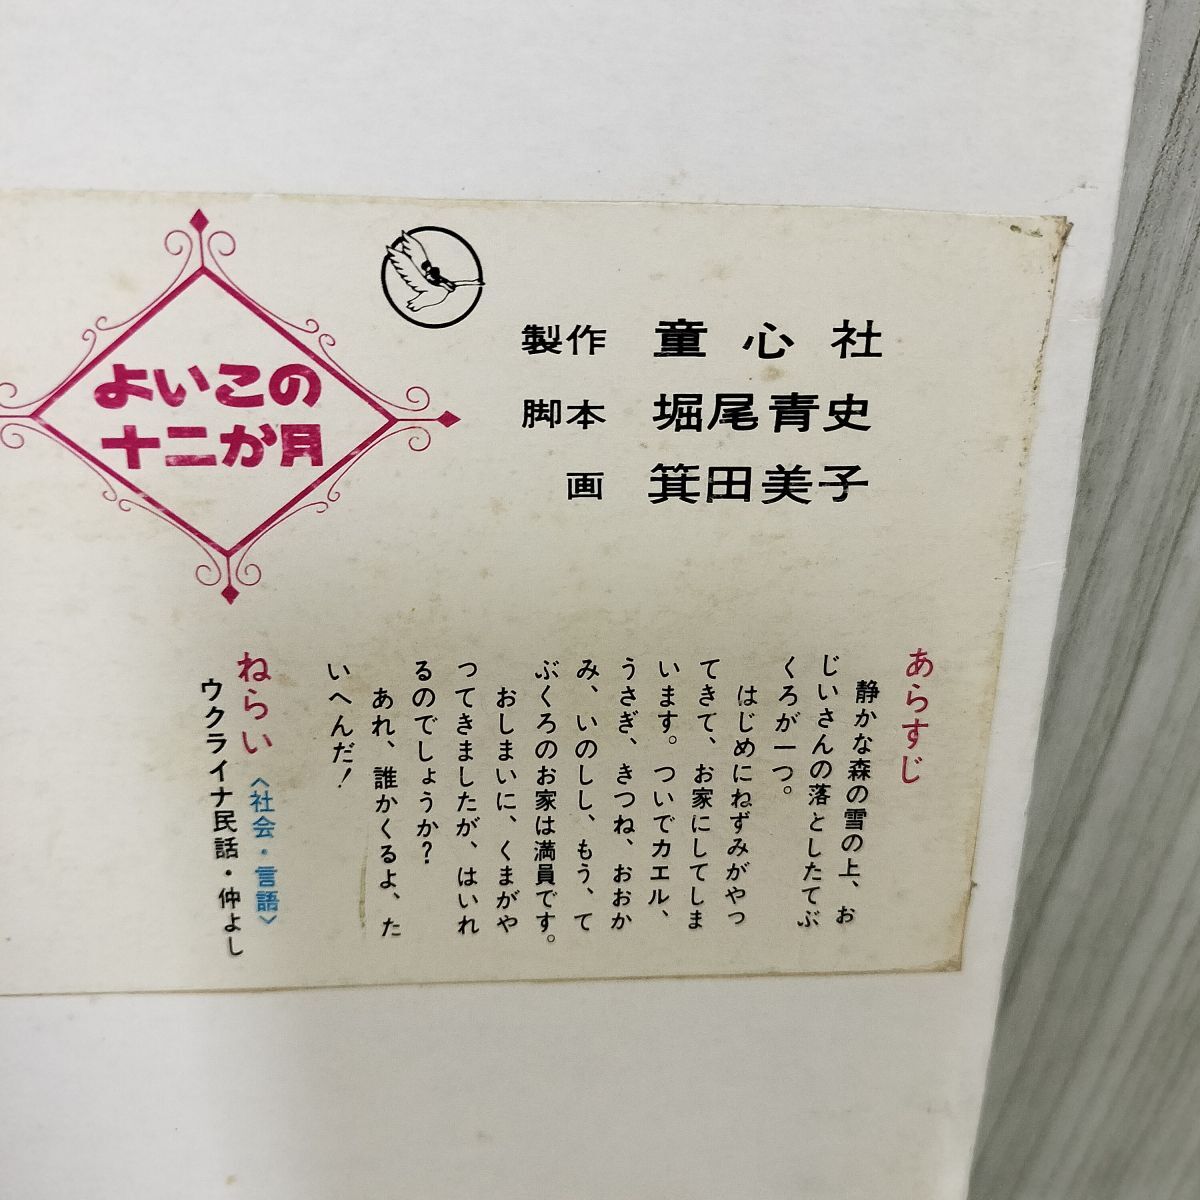 よいこの
十二か月
製作 童心社
脚本 堀尾青史
画 箕田美子
あらすじ
静かな森の雪の上、お
じいさんの落としたてぶ
くろが一つ。
はじめにねずみがやっ
てきて、お家にしてしま
います。ついでカエル、
うさぎ、きつね、おおか
み、いのしし、もう、て
ぶくろのお家は満員です。
おしまいに、くまがや
ってきましたが、はいれ
るのでしょうか?
あれ、誰かくるよ、た
いへんだ!
ねらい〈社会・言語〉
ウクライナ民話・仲よし